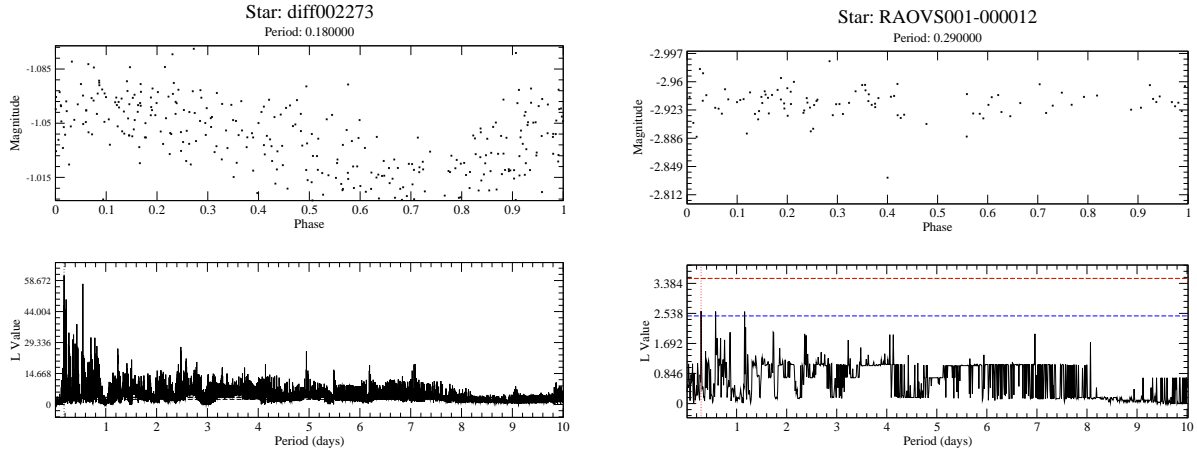 Star: diff002273
Period: 0.180000
-1.085
-1.05
-1.015
Magnitude
0 0.1 0.2 0.3 0.4 0.5 0.6 0.7 0.8 0.9 1
Phase
58.672
44.004
29.336
14.668
0
L Value
0 1 2 3 4 5 6 7 8 9 10
Period (days)
Star: RAOVS001-000012
Period: 0.290000
-2.997
-2.96
-2.923
-2.886
-2.849
-2.812
Magnitude
0 0.1 0.2 0.3 0.4 0.5 0.6 0.7 0.8 0.9 1
Phase
3.384
2.538
1.692
0.846
0
L Value
0 1 2 3 4 5 6 7 8 9 10
Period (days)